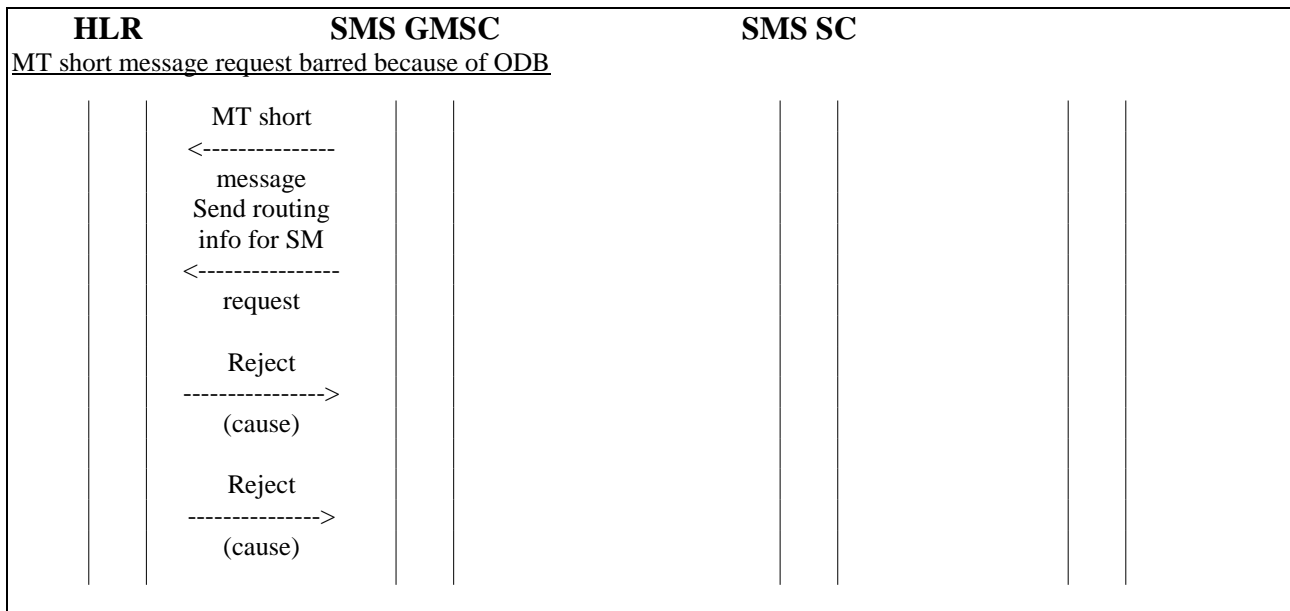 HLR SMS GMSC SMS SC
MT short message request barred because of ODB
MT short
<---------------
message
Send routing
info for SM
<----------------
request
Reject
---------------->
(cause)
Reject
--------------->
(cause)